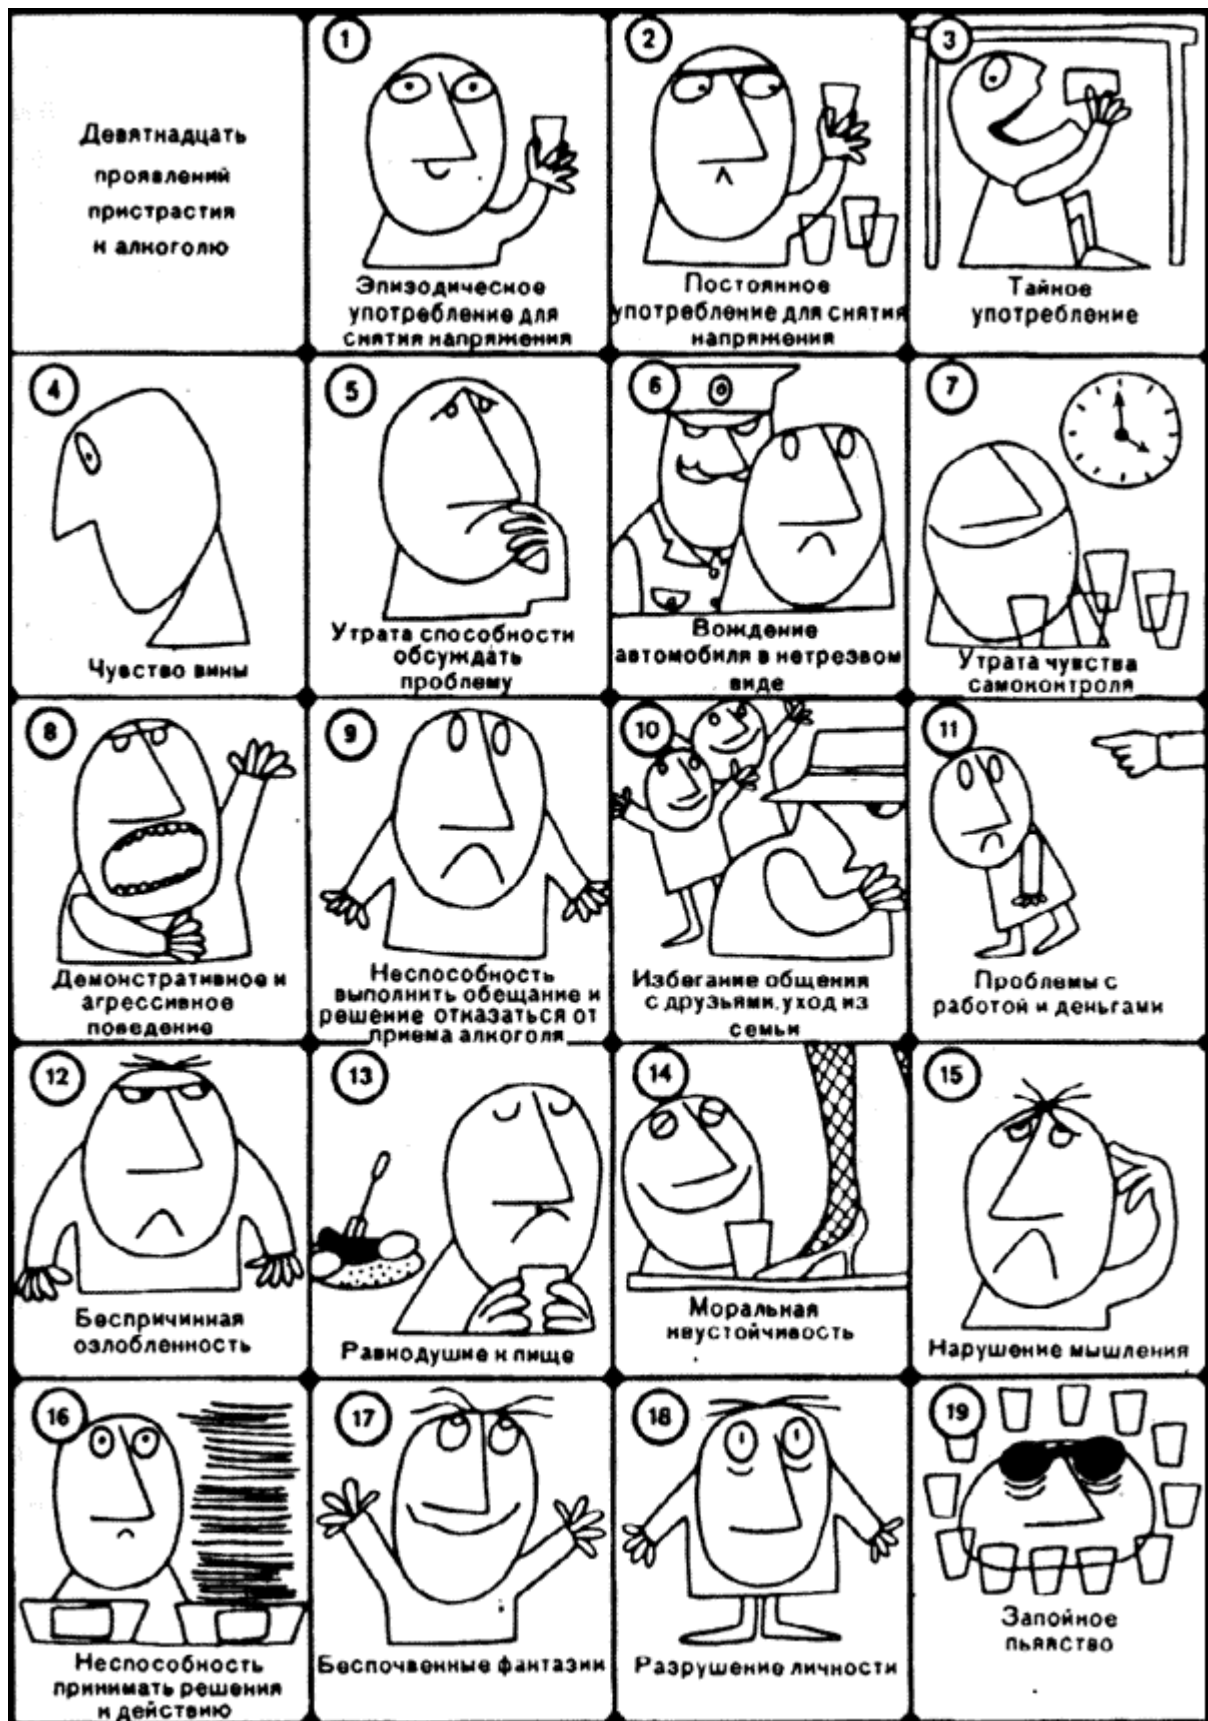 Девятнадцать
проявлений
пристрастия
к алкоголю
1
Эпизодическое
употребление для
снятия напряжения
2
Постоянное
употребление для снятия
напряжения
3
Тайное
употребление
4
Чувство вины
5
Утрата способности
обсуждать
проблему
6
Вождение
автомобиля в нетрезвом
виде
7
Утрата чувства
самоконтроля
8
Демонстративное и
агрессивное
поведение
9
Неспособность
выполнить обещание и
решение отказаться от
приема алкоголя
10
Избегание общения
с друзьями, уход из
семьи
11
Проблемы с
работой и деньгами
12
Беспричинная
озлобленность
13
Равнодушие к пище
14
Моральная
неустойчивость
15
Нарушение мышления
16
Неспособность
принимать решения
к действию
17
Беспочвенные фантазии
18
Разрушение личности
19
Запойное
пьянство